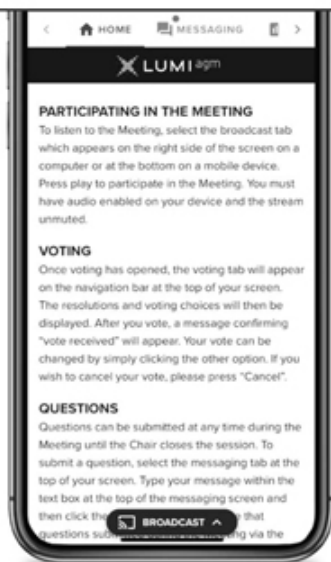 HOME MESSAGING
LUMI agm
PARTICIPATING IN THE MEETING
To listen to the Meeting, select the broadcast tab
which appears on the right side of the screen on a
computer or at the bottom on a mobile device.
Press play to participate in the Meeting. You must
have audio enabled on your device and the stream
unmuted.
VOTING
Once voting has opened, the voting tab will appear
on the navigation bar at the top of your screen.
The resolutions and voting choices will then be
displayed. After you vote, a message confirming
"vote received" will appear. Your vote can be
changed by simply clicking the other option. If you
wish to cancel your vote, please press "Cancel".
QUESTIONS
Questions can be submitted at any time during the
Meeting until the Chair closes the session. To
submit a question, select the messaging tab at the
top of your screen. Type your message within the
text box at the top of the messaging screen and
then click the that
BROADCAST
questions via the